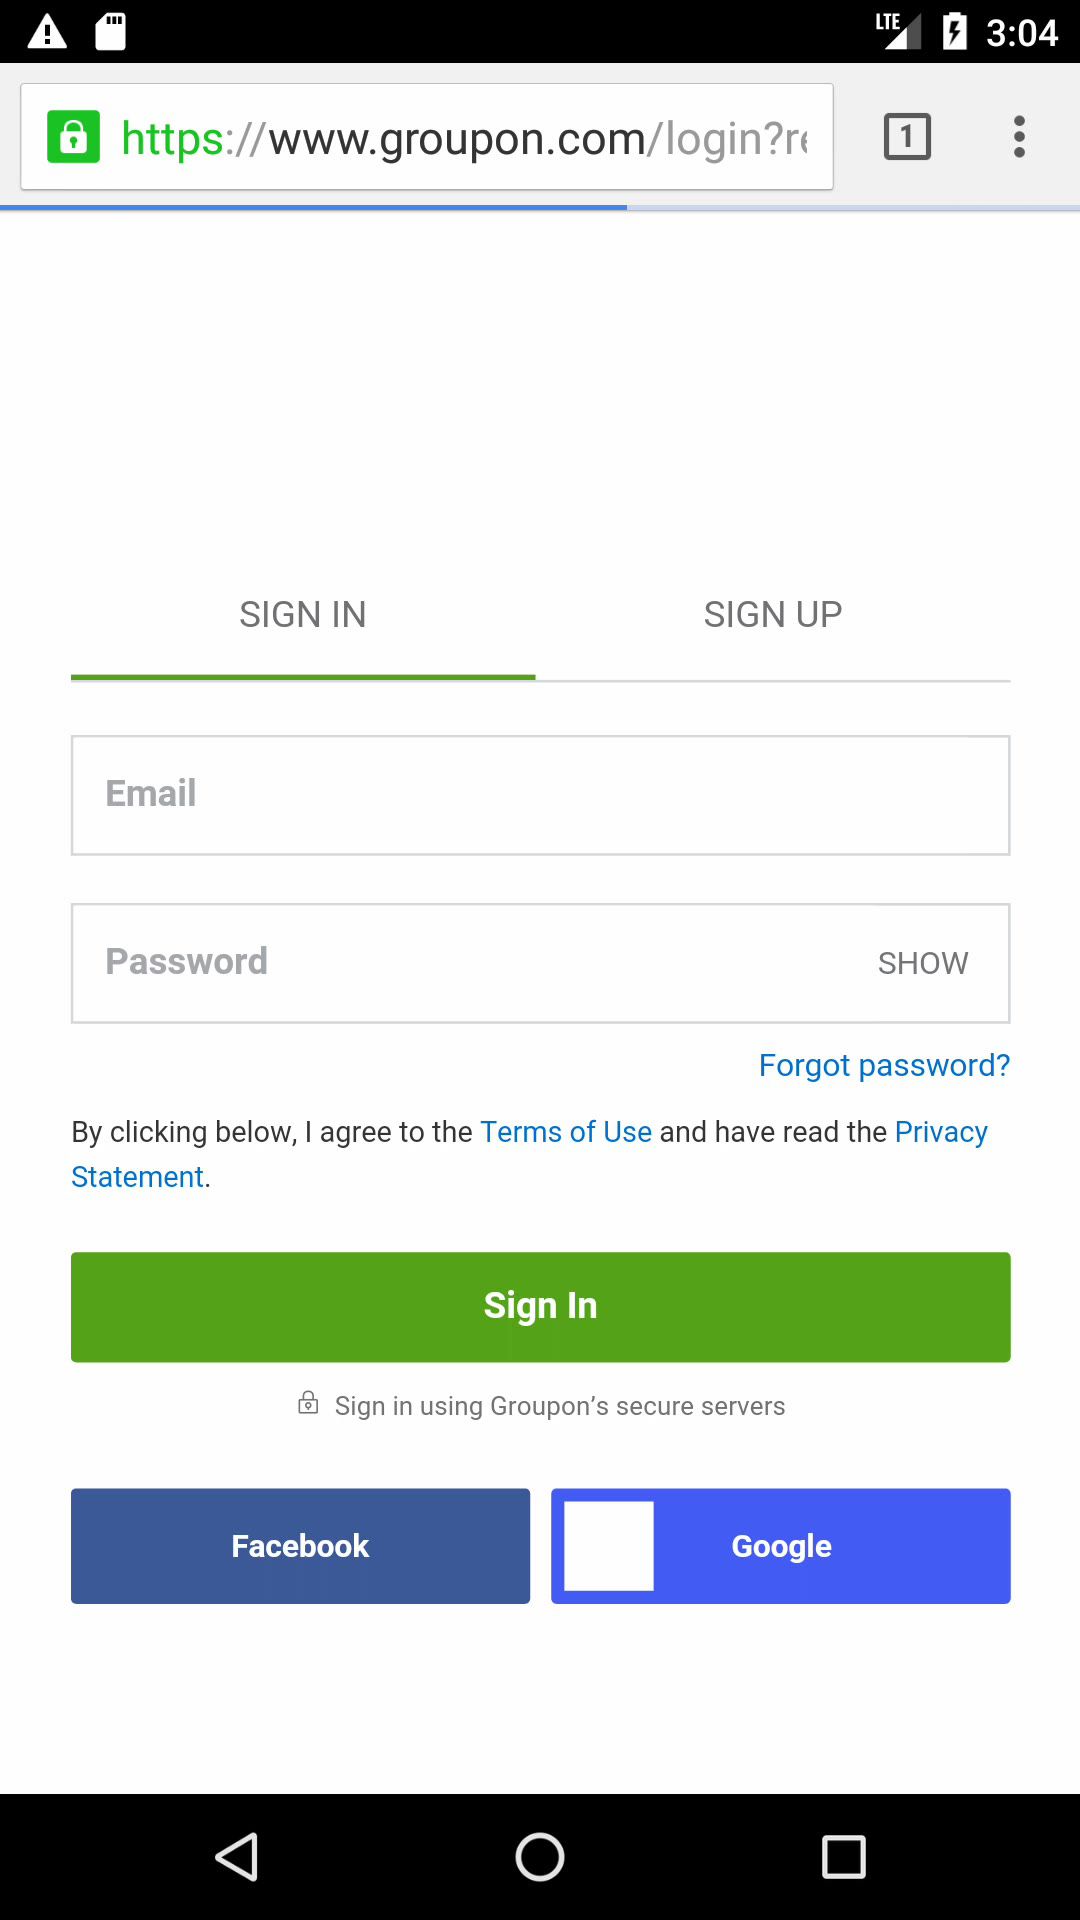 LTE 3:04
https://www.groupon.com/login?re
1
SIGN IN SIGN UP
Email
Password SHOW
Forgot password?
By clicking below, I agree to the Terms of Use and have read the Privacy
Statement.
Sign In
Sign in using Groupon’s secure servers
Facebook Google